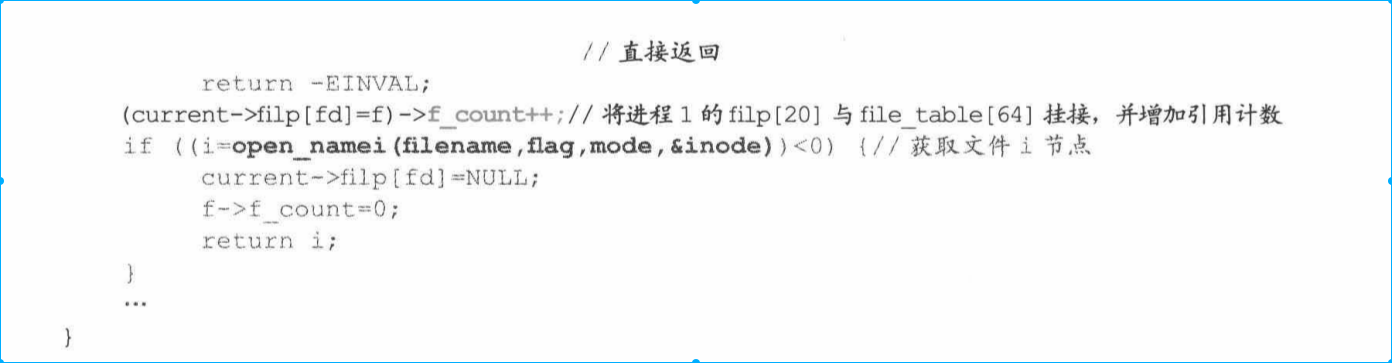 // 直接返回
return -EINVAL;
(current->filp[fd]=f)->f_count++;// 将进程 1 的 filp[20] 与 file_table[64] 挂接，并增加引用计数
if ((i=open_namei(filename,flag,mode,&inode))<0) {// 获取文件 i 节点
current->filp[fd]=NULL;
f->f_count=0;
return i;
}
…
}